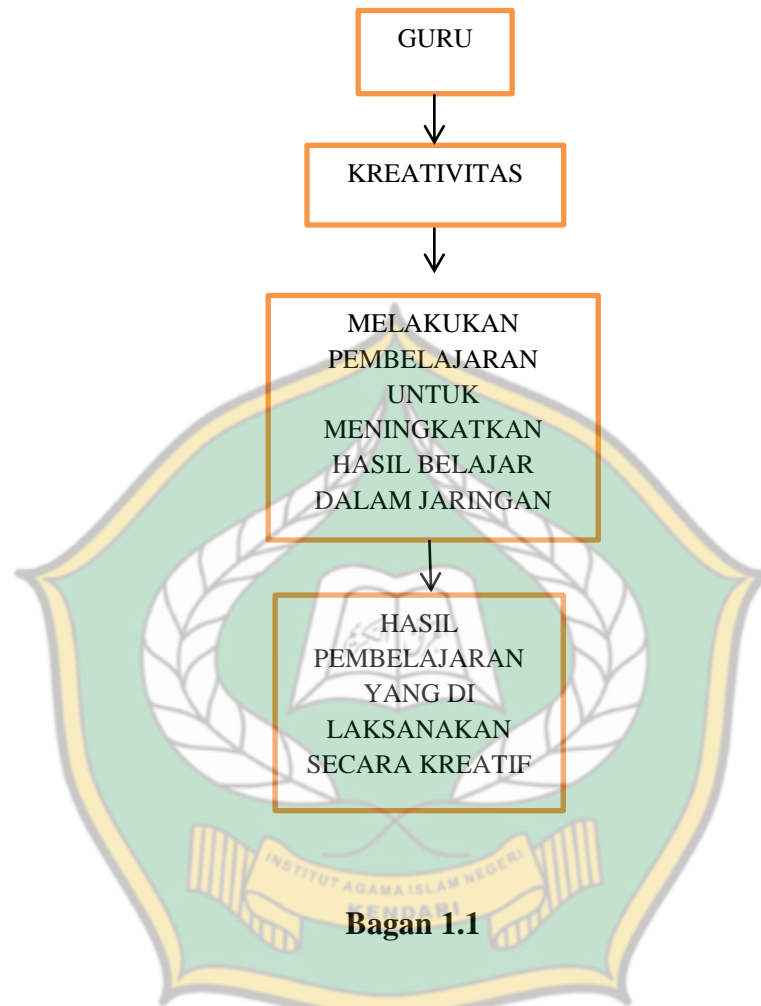 GURU
KREATIVITAS
MELAKUKAN
PEMBELAJARAN
UNTUK
MENINGKATKAN
HASIL BELAJAR
DALAM JARINGAN
HASIL
PEMBELAJARAN
YANG DI
LAKSANAKAN
SECARA KREATIF
INSTITUT AGAMA ISLAM NEGERI
KENDARI
Bagan 1.1